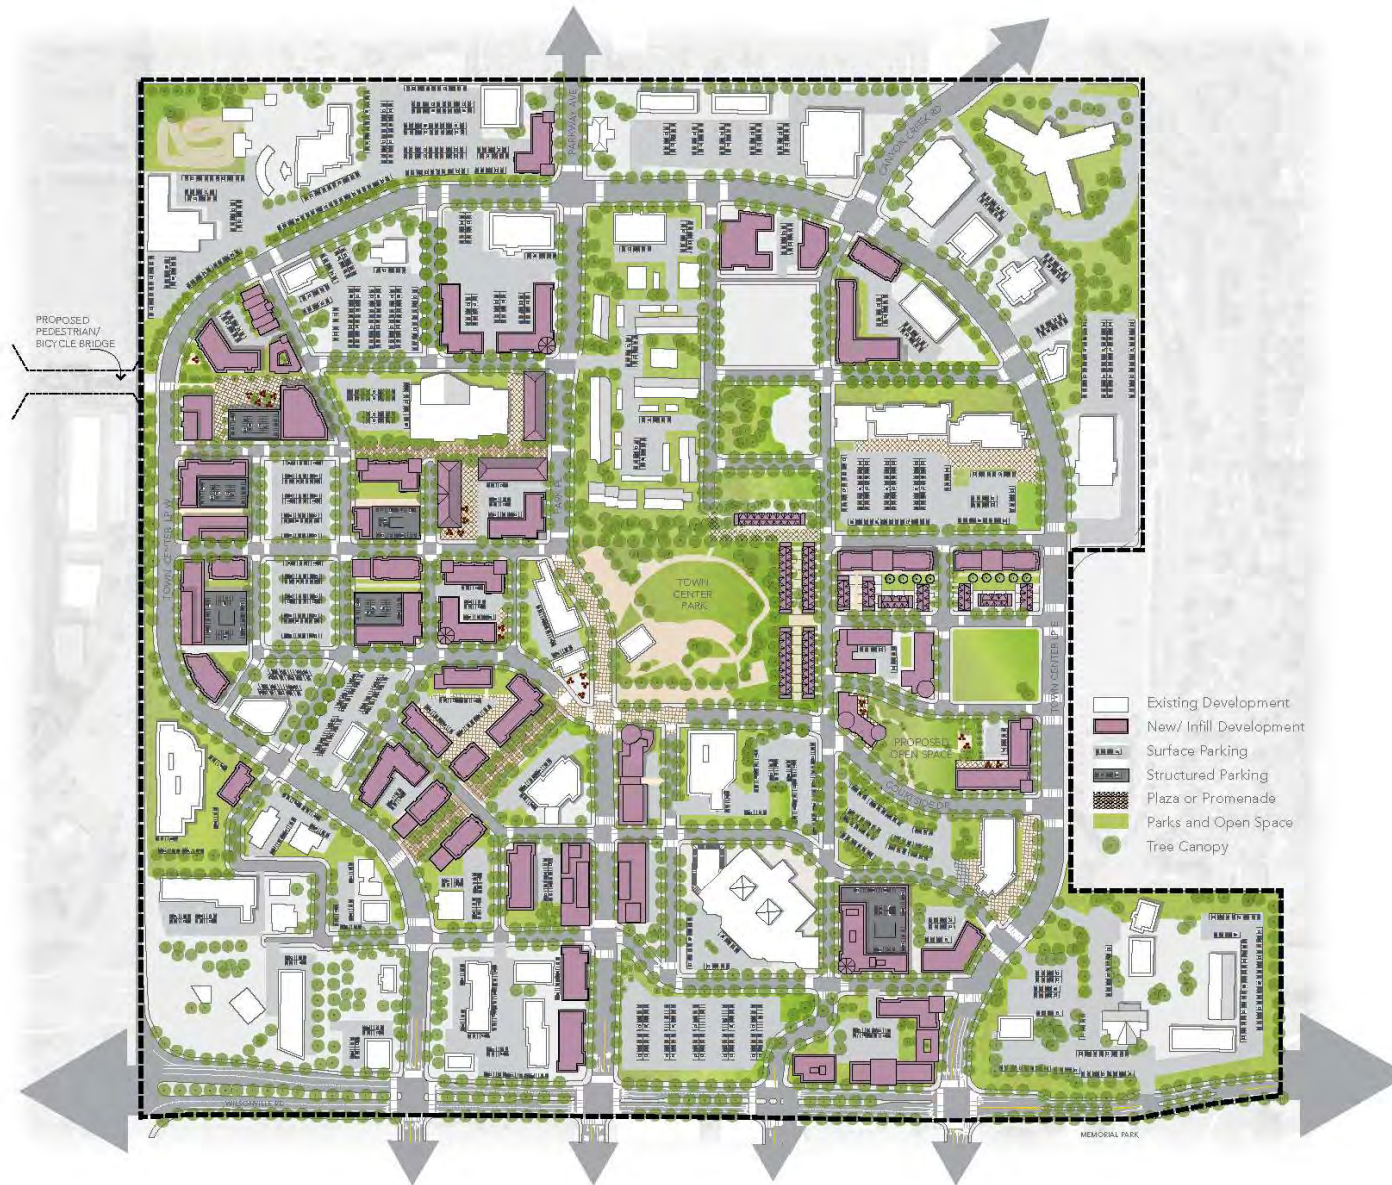 PARKWAY AVE
CANYON CREEK RD
PROPOSED
PEDESTRIAN/
BICYCLE BRIDGE
PARK PL
TOWN CENTER LP W
TOWN
CENTER
PARK
TOWN CENTER LP E
PROPOSED
OPEN SPACE
COURTSIDE DR
Existing Development
New/ Infill Development
Surface Parking
Structured Parking
Plaza or Promenade
Parks and Open Space
Tree Canopy
WILSONVILLE RD
MEMORIAL PARK